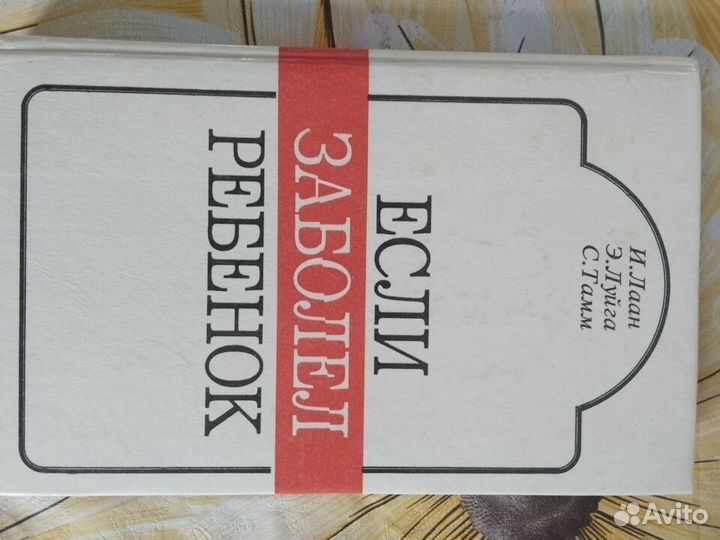 И.Лаан
Э.Луйга
С.Тамм
ЕСЛИ
ЗАБОЛЕЛ
РЕБЕНОК
Avito